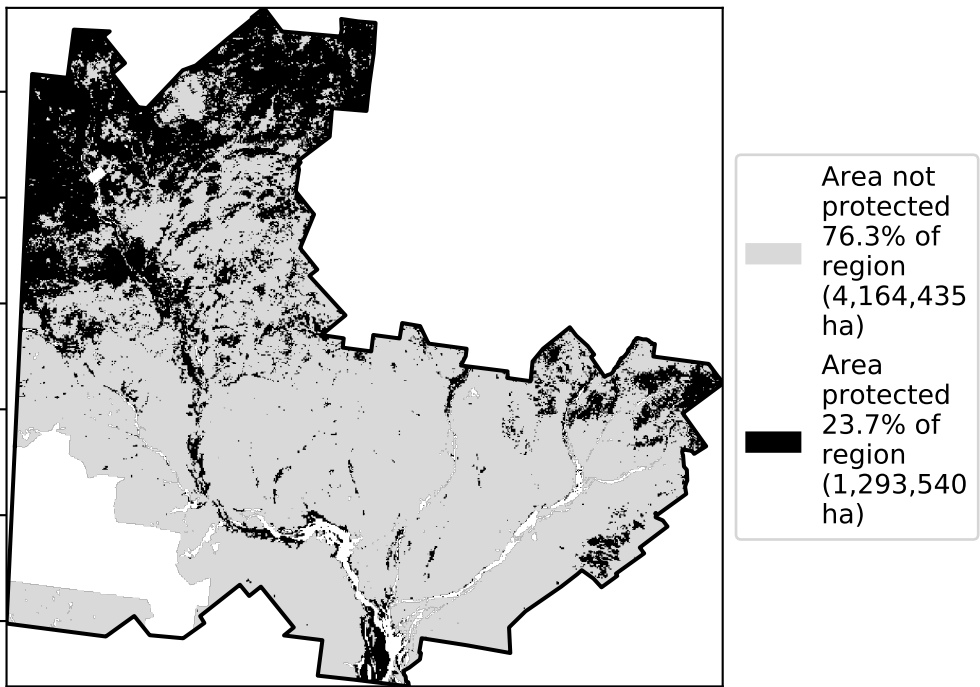 Area not
protected
76.3% of
region
(4,164,435
ha)
Area
protected
23.7% of
region
(1,293,540
ha)